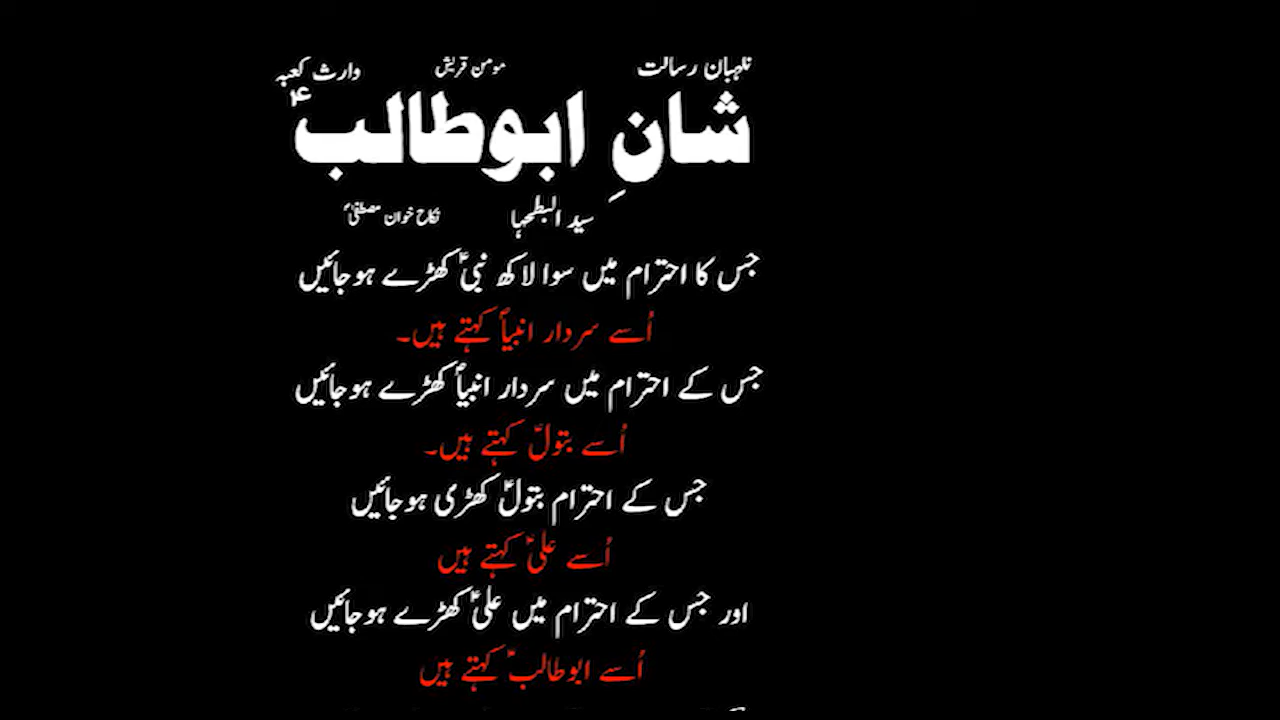 نگہبان رسالت مومن قریش وارث کعبہ
شانِ ابوطالبؑ
سید البطحہا نکاح خوان مصطفیٰؐ
جس کا احترام میں سوا لاکھ نبیؑ کھڑے ہوجائیں
اُسے سردار انبیاؐ کہتے ہیں۔
جس کے احترام میں سردار انبیاؐ کھڑے ہوجائیں
اُسے بتولؑ کہتے ہیں۔
جس کے احترام بتولؑ کھڑی ہوجائیں
اُسے علیؑ کہتے ہیں
اور جس کے احترام میں علیؑ کھڑے ہوجائیں
اُسے ابوطالبؑ کہتے ہیں